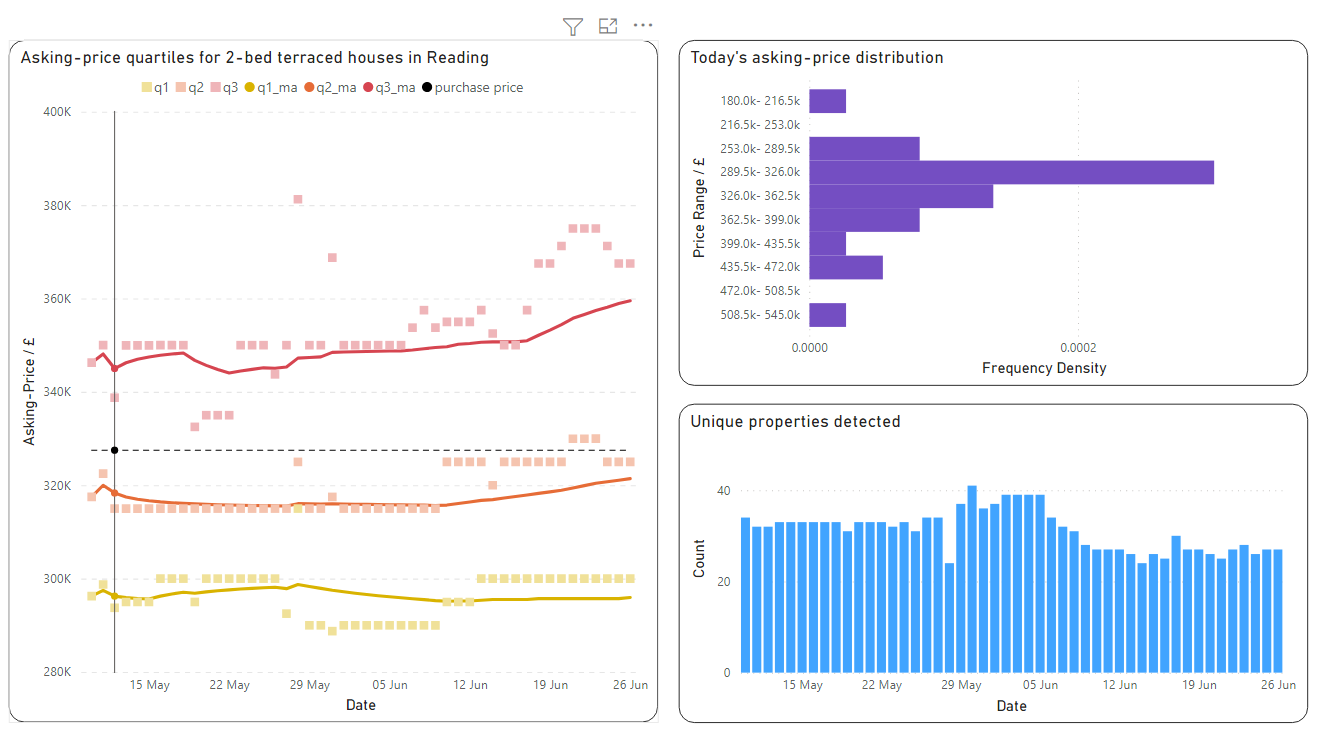 Asking-price quartiles for 2-bed terraced houses in Reading
q1 q2 q3 q1_ma q2_ma q3_ma purchase price
400K
380K
360K
340K
320K
300K
280K
Asking-Price / £
15 May 22 May 29 May 05 Jun 12 Jun 19 Jun 26 Jun
Date
Today's asking-price distribution
180.0k- 216.5k
216.5k- 253.0k
253.0k- 289.5k
289.5k- 326.0k
326.0k- 362.5k
362.5k- 399.0k
399.0k- 435.5k
435.5k- 472.0k
472.0k- 508.5k
508.5k- 545.0k
Price Range / £
0.0000 0.0002
Frequency Density
Unique properties detected
40
20
0
Count
15 May 22 May 29 May 05 Jun 12 Jun 19 Jun 26 Jun
Date